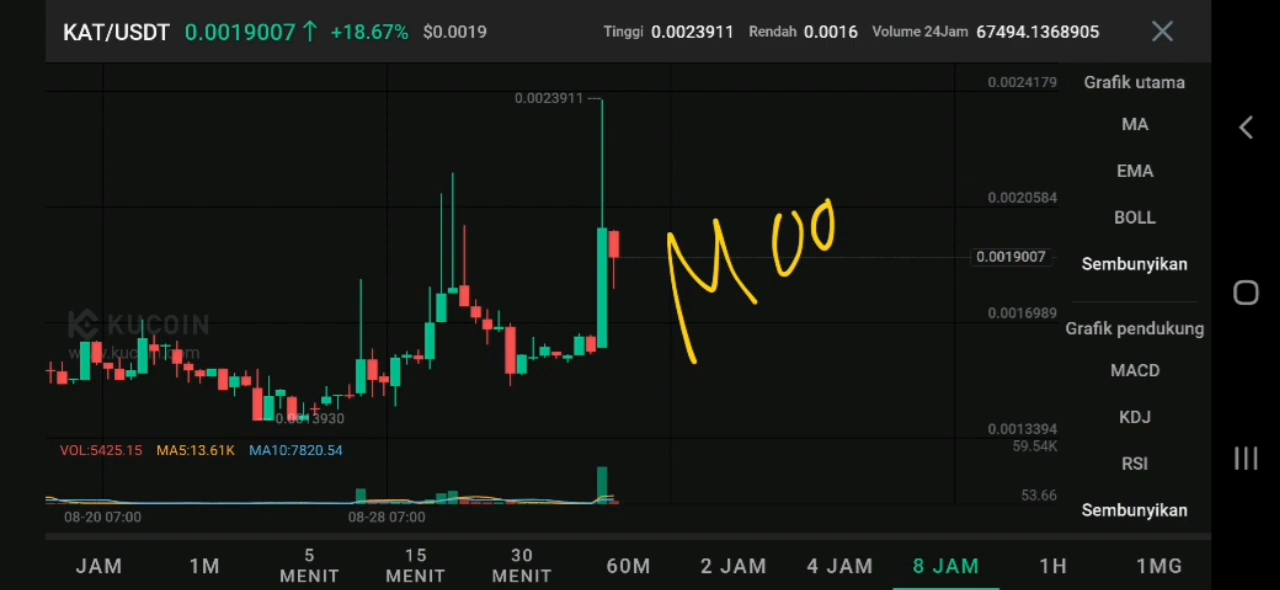 KAT/USDT 0.0019007↑ +18.67% $0.0019 Tinggi 0.0023911 Rendah 0.0016 Volume 24Jam 67494.1368905
Grafik utama
MA
EMA
BOLL
Sembunyikan
Grafik pendukung
MACD
KDJ
RSI
Sembunyikan
0.0024179
0.0023911
0.0020584
0.0019007
0.0016989
0.0013394
59.54K
53.66
MOO
KUCOIN
0.0013930
VOL:5425.15 MA5:13.61K MA10:7820.54
08-20 07:00 08-28 07:00
JAM 1M 5 MENIT 15 MENIT 30 MENIT 60M 2 JAM 4 JAM 8 JAM 1H 1MG